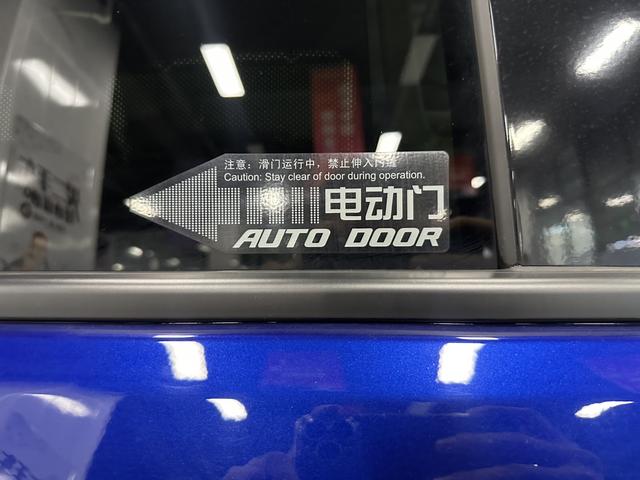 注意：滑门运行中，禁止伸入门缝
Caution: Stay clear of door during operation.
电动门
AUTO DOOR